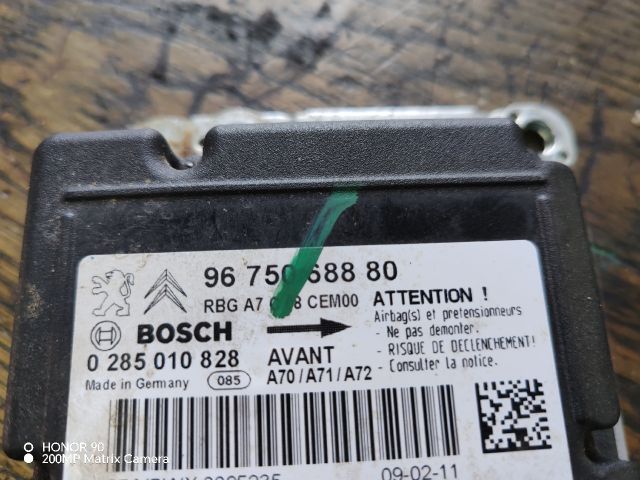 96 750 688 80
RBG A7 CEM00
ATTENTION !
Airbag(s) et pretensionneurs
- Ne pas demonter.
- RISQUE DE DECLENCHEMENT!
- Consulter la notice.
BOSCH
0 285 010 828
AVANT
Made in Germany
085
A70/A71/A72
09-02-11
HONOR 90
200MP Matrix Camera